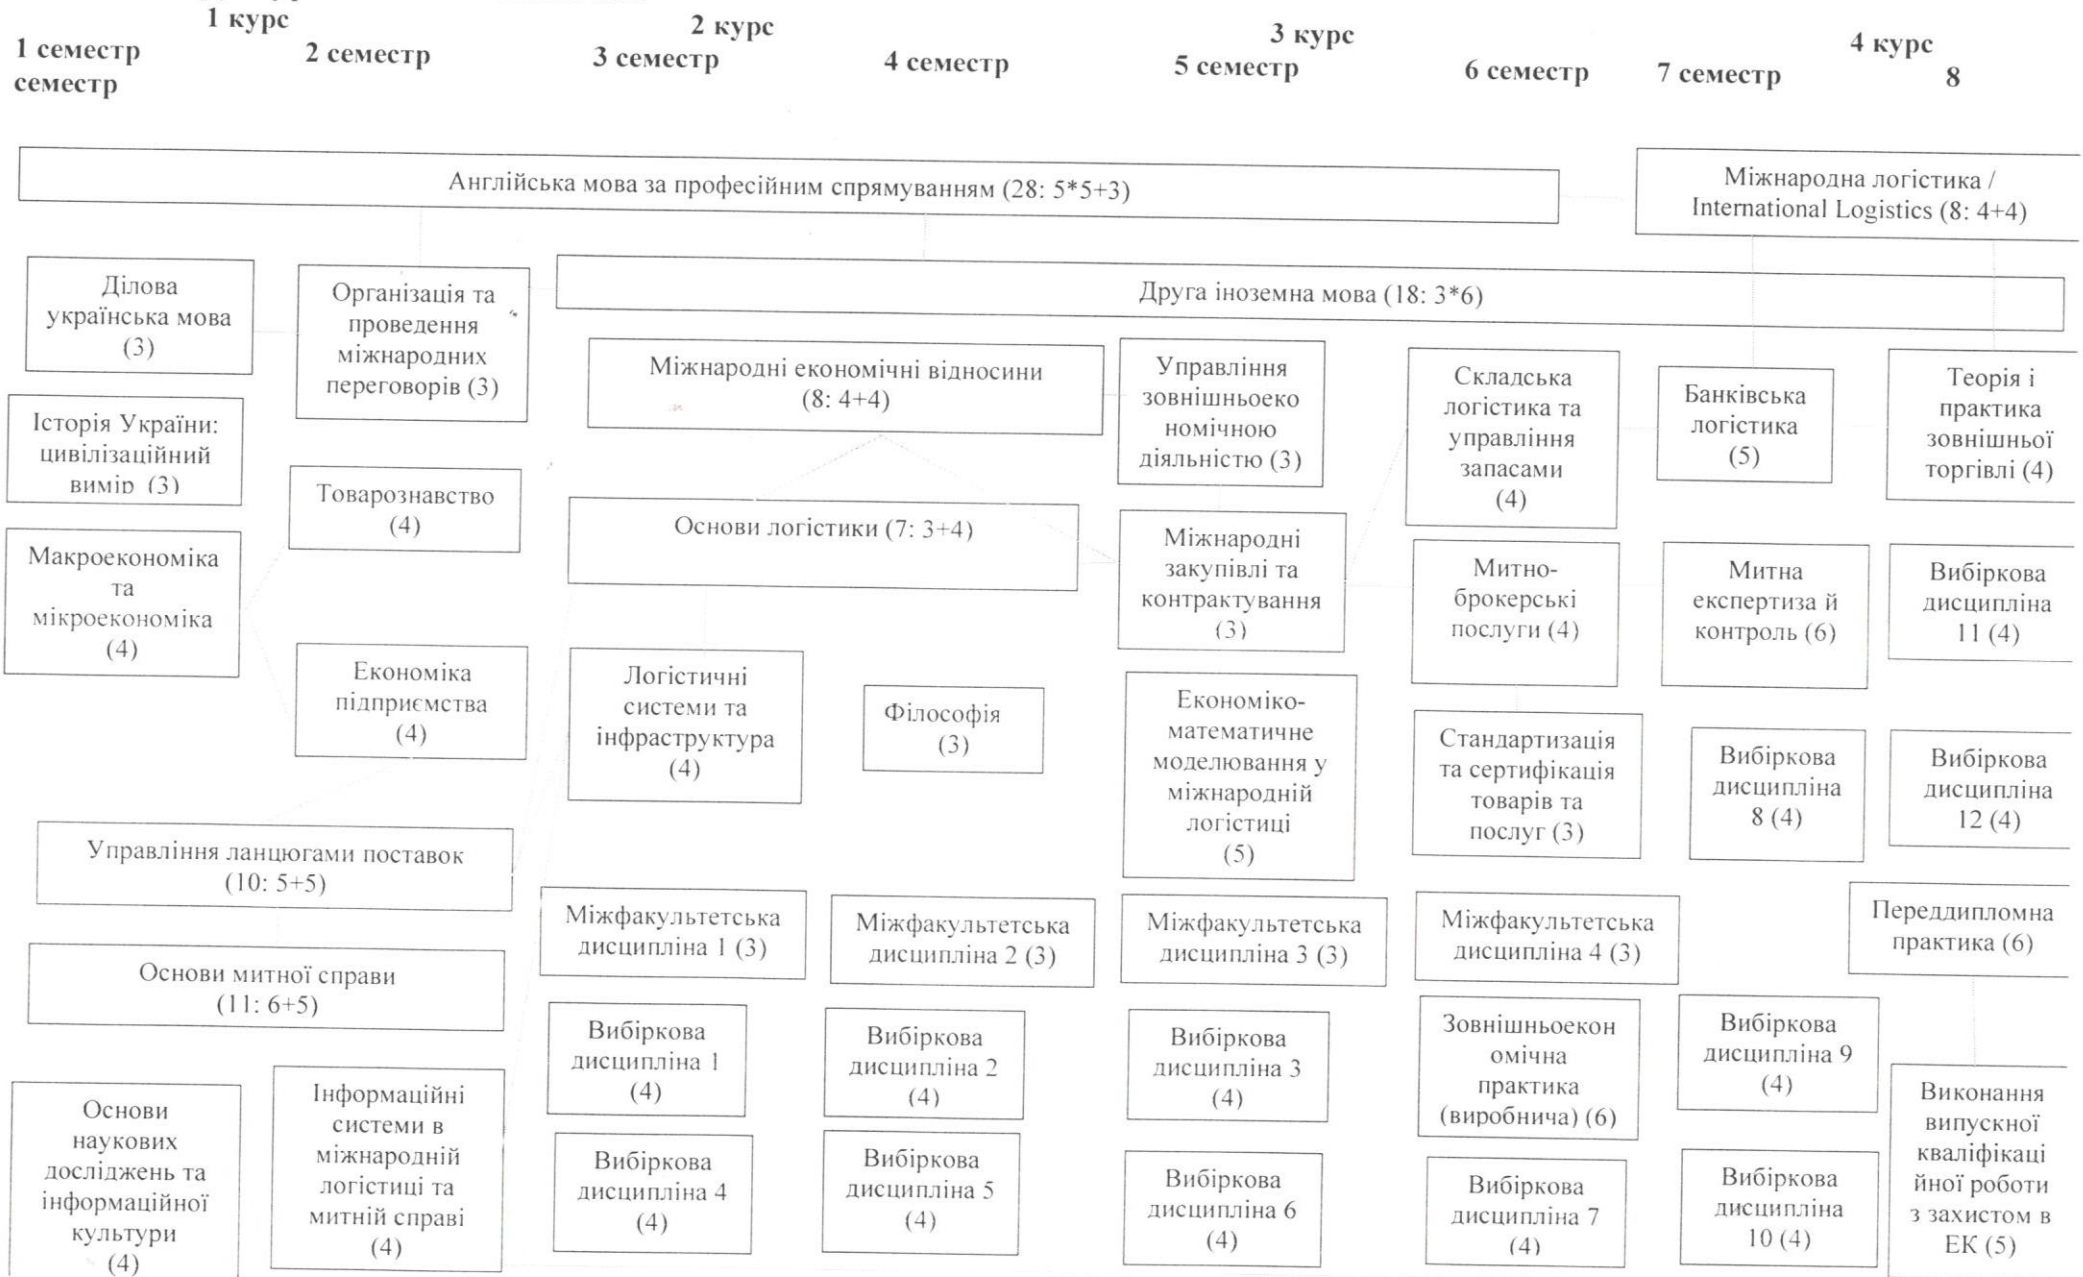 1 курс
2 курс
3 курс
4 курс
1 семестр
2 семестр
3 семестр
4 семестр
5 семестр
6 семестр
7 семестр
8
семестр
Англійська мова за професійним спрямуванням (28: 5*5+3)
Міжнародна логістика /
International Logistics (8: 4+4)
Ділова
українська мова
(3)
Організація та
проведення
міжнародних
переговорів (3)
Друга іноземна мова (18: 3*6)
Міжнародні економічні відносини
(8: 4+4)
Управління
зовнішньоеко
номічною
діяльністю (3)
Складська
логістика та
управління
запасами
(4)
Банківська
логістика
(5)
Теорія і
практика
зовнішньої
торгівлі (4)
Історія України:
цивілізаційний
вимір (3)
Товарознавство
(4)
Основи логістики (7: 3+4)
Міжнародні
закупівлі та
контрактування
(3)
Митно-
брокерські
послуги (4)
Митна
експертиза й
контроль (6)
Вибіркова
дисципліна
11 (4)
Макроекономіка
та
мікроекономіка
(4)
Економіка
підприємства
(4)
Логістичні
системи та
інфраструктура
(4)
Філософія
(3)
Економіко-
математичне
моделювання у
міжнародній
логістиці
(5)
Стандартизація
та сертифікація
товарів та
послуг (3)
Вибіркова
дисципліна
8 (4)
Вибіркова
дисципліна
12 (4)
Управління ланцюгами поставок
(10: 5+5)
Міжфакультетська
дисципліна 1 (3)
Міжфакультетська
дисципліна 2 (3)
Міжфакультетська
дисципліна 3 (3)
Міжфакультетська
дисципліна 4 (3)
Переддипломна
практика (6)
Основи митної справи
(11: 6+5)
Вибіркова
дисципліна 1
(4)
Вибіркова
дисципліна 2
(4)
Вибіркова
дисципліна 3
(4)
Зовнішньоекон
омічна
практика
(виробнича) (6)
Вибіркова
дисципліна 9
(4)
Основи
наукових
досліджень та
інформаційної
культури
(4)
Інформаційні
системи в
міжнародній
логістиці та
митній справі
(4)
Вибіркова
дисципліна 4
(4)
Вибіркова
дисципліна 5
(4)
Вибіркова
дисципліна 6
(4)
Вибіркова
дисципліна 7
(4)
Вибіркова
дисципліна
10 (4)
Виконання
випускної
кваліфікаці
йної роботи
з захистом в
ЕК (5)